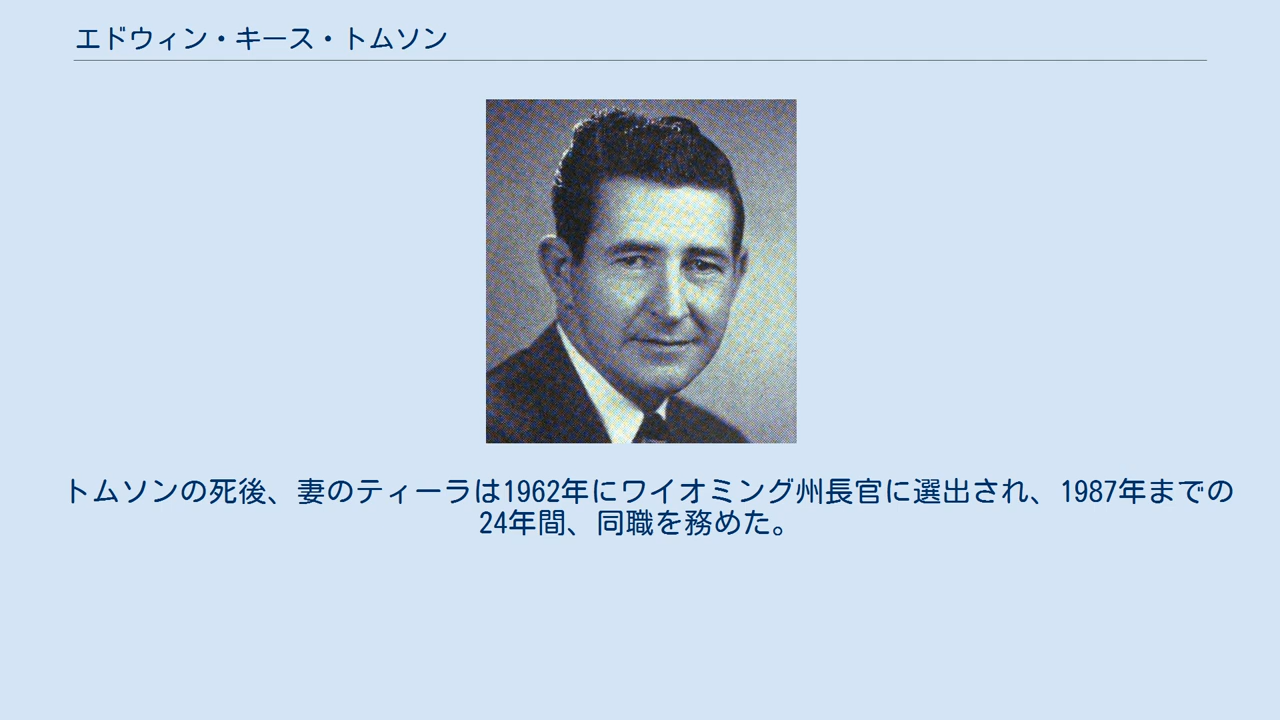 エドウィン・キース・トムソン
トムソンの死後、妻のティーラは1962年にワイオミング州長官に選出され、1987年までの
24年間、同職を務めた。